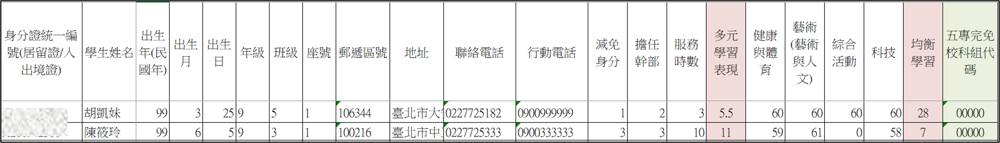 身分證統一編號(居留證/入出境證) 學生姓名 出生年(民國年) 出生月 出生日 年級 班級 座號 郵遞區號 地址 聯絡電話 行動電話 減免身分 擔任幹部 服務時數 多元學習表現 健康與體育 藝術(藝術與人文) 綜合活動 科技 均衡學習 五專完免校科組代碼
胡凱妹 99 3 25 9 5 1 106344 臺北市大 0227725182 0900999999 1 2 3 5.5 60 60 60 60 28 00000
陳筱玲 99 6 5 9 3 1 100216 臺北市中 0227725333 0900333333 3 3 10 11 59 61 0 58 7 00000